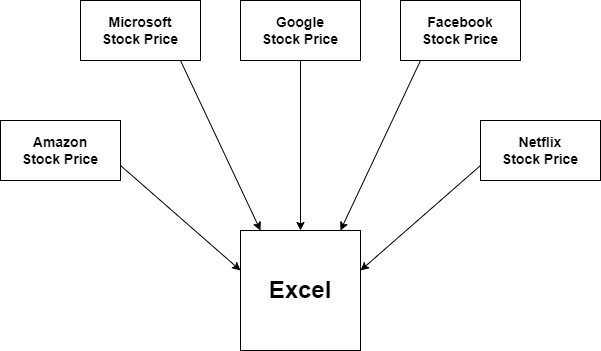 Microsoft
Stock Price
Google
Stock Price
Facebook
Stock Price
Amazon
Stock Price
Netflix
Stock Price
Excel